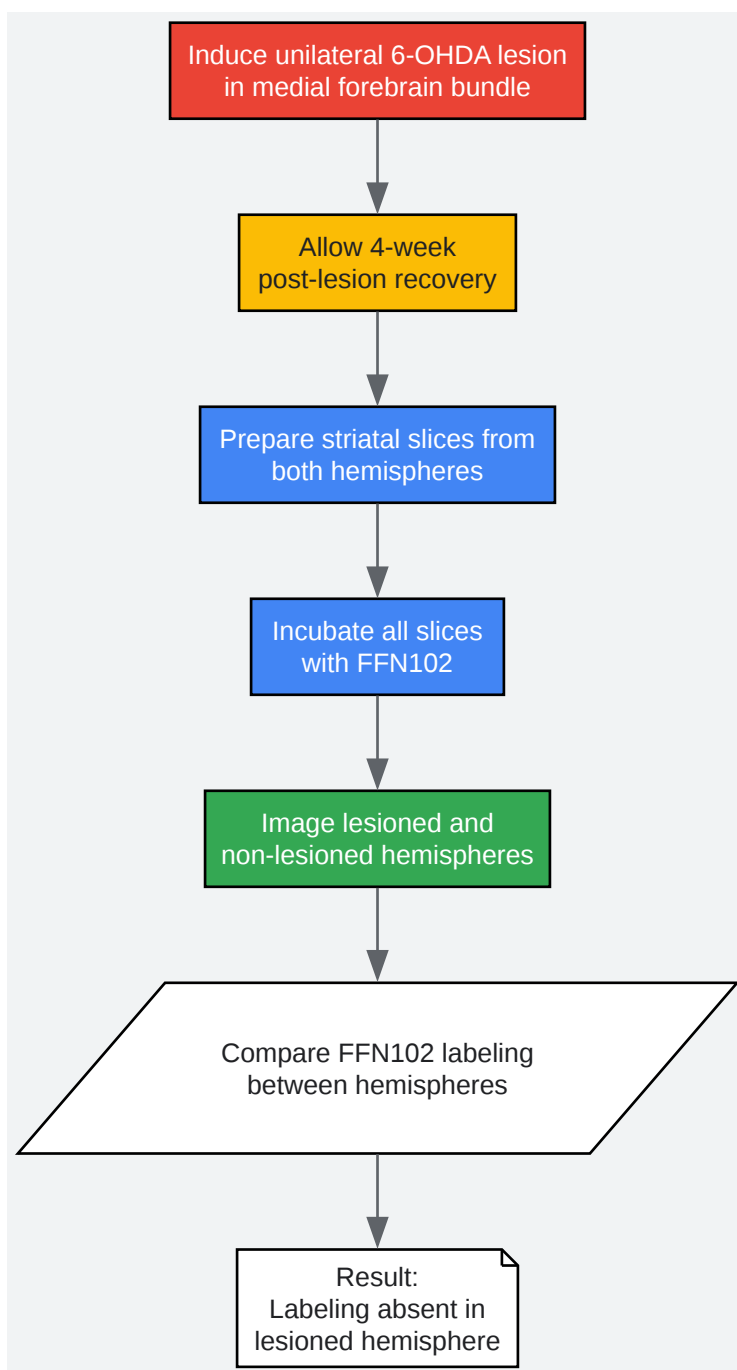 Induce unilateral 6-OHDA lesion
in medial forebrain bundle
Allow 4-week
post-lesion recovery
Prepare striatal slices from
both hemispheres
Incubate all slices
with FFN102
Image lesioned and
non-lesioned hemispheres
Compare FFN102 labeling
between hemispheres
Result:
Labeling absent in
lesioned hemisphere